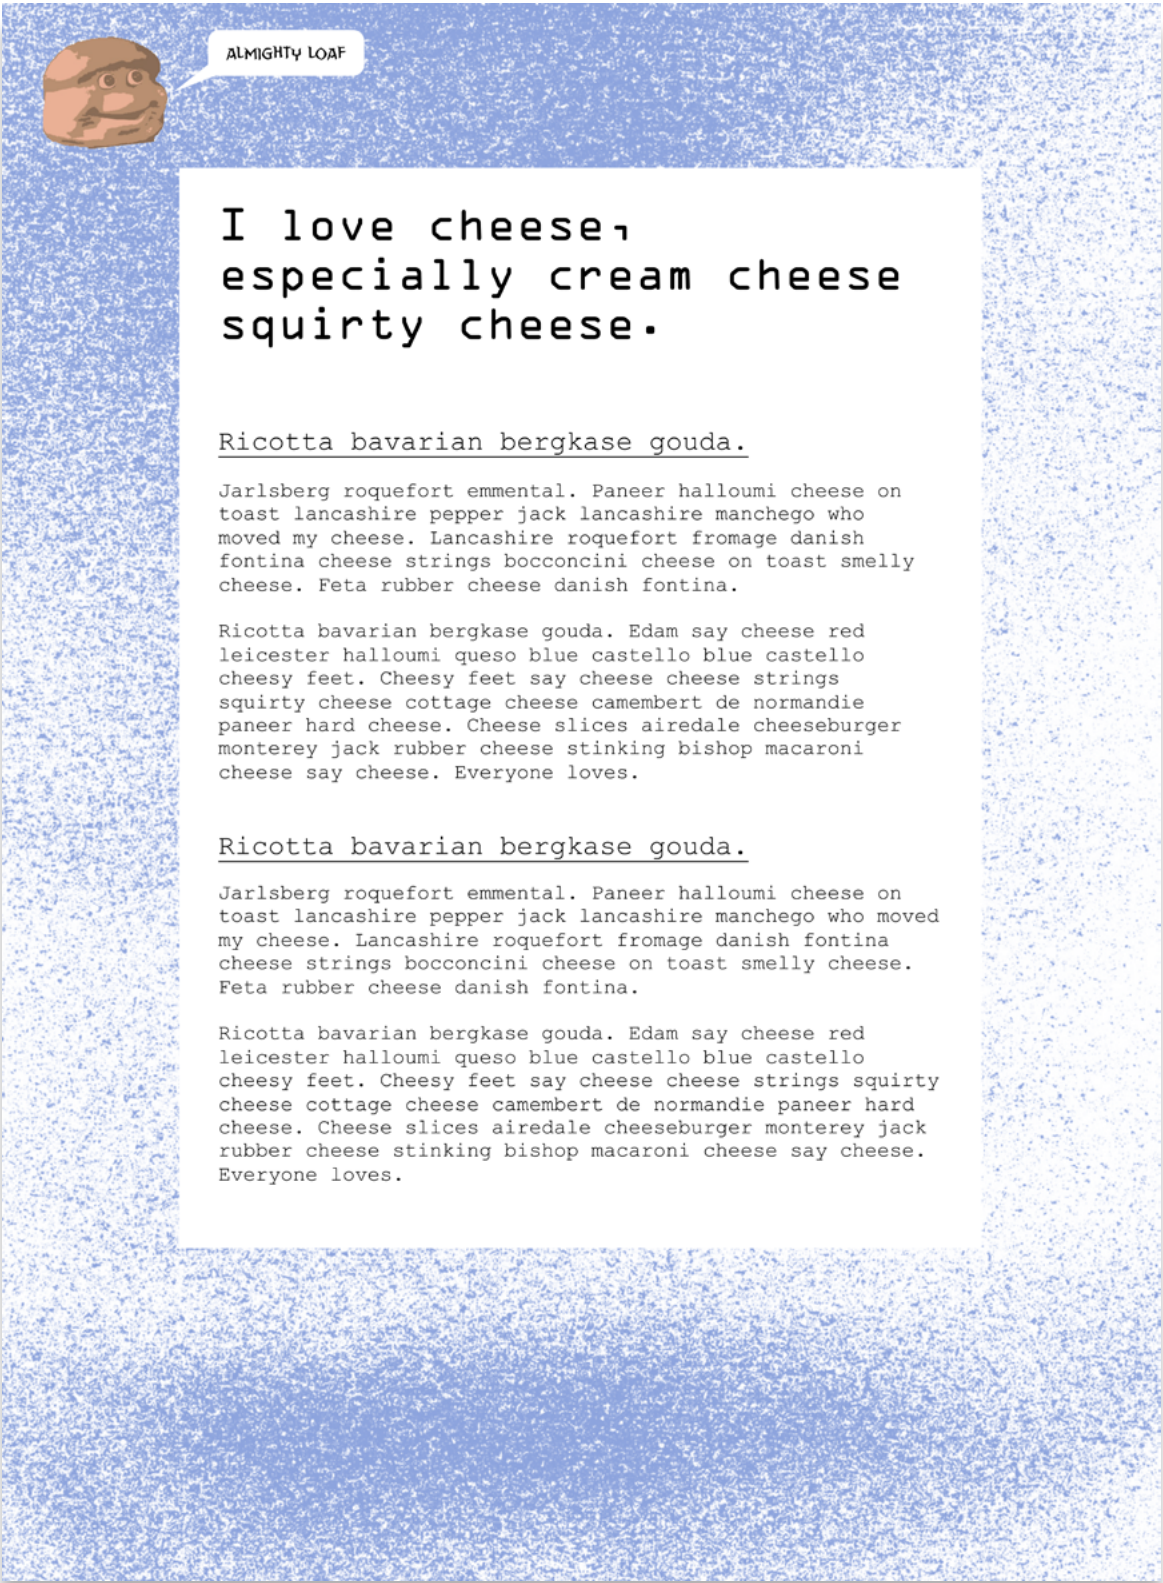 ALMIGHTY LOAF
I love cheese,
especially cream cheese
squirty cheese.
Ricotta bavarian bergkase gouda.
Jarlsberg roquefort emmental. Paneer halloumi cheese on
toast lancashire pepper jack lancashire manchego who
moved my cheese. Lancashire roquefort fromage danish
fontina cheese strings bocconcini cheese on toast smelly
cheese. Feta rubber cheese danish fontina.
Ricotta bavarian bergkase gouda. Edam say cheese red
leicester halloumi queso blue castello blue castello
cheesy feet. Cheesy feet say cheese cheese strings
squirty cheese cottage cheese camembert de normandie
paneer hard cheese. Cheese slices airedale cheeseburger
monterey jack rubber cheese stinking bishop macaroni
cheese say cheese. Everyone loves.
Ricotta bavarian bergkase gouda.
Jarlsberg roquefort emmental. Paneer halloumi cheese on
toast lancashire pepper jack lancashire manchego who moved
my cheese. Lancashire roquefort fromage danish fontina
cheese strings bocconcini cheese on toast smelly cheese.
Feta rubber cheese danish fontina.
Ricotta bavarian bergkase gouda. Edam say cheese red
leicester halloumi queso blue castello blue castello
cheesy feet. Cheesy feet say cheese cheese strings squirty
cheese cottage cheese camembert de normandie paneer hard
cheese. Cheese slices airedale cheeseburger monterey jack
rubber cheese stinking bishop macaroni cheese say cheese.
Everyone loves.